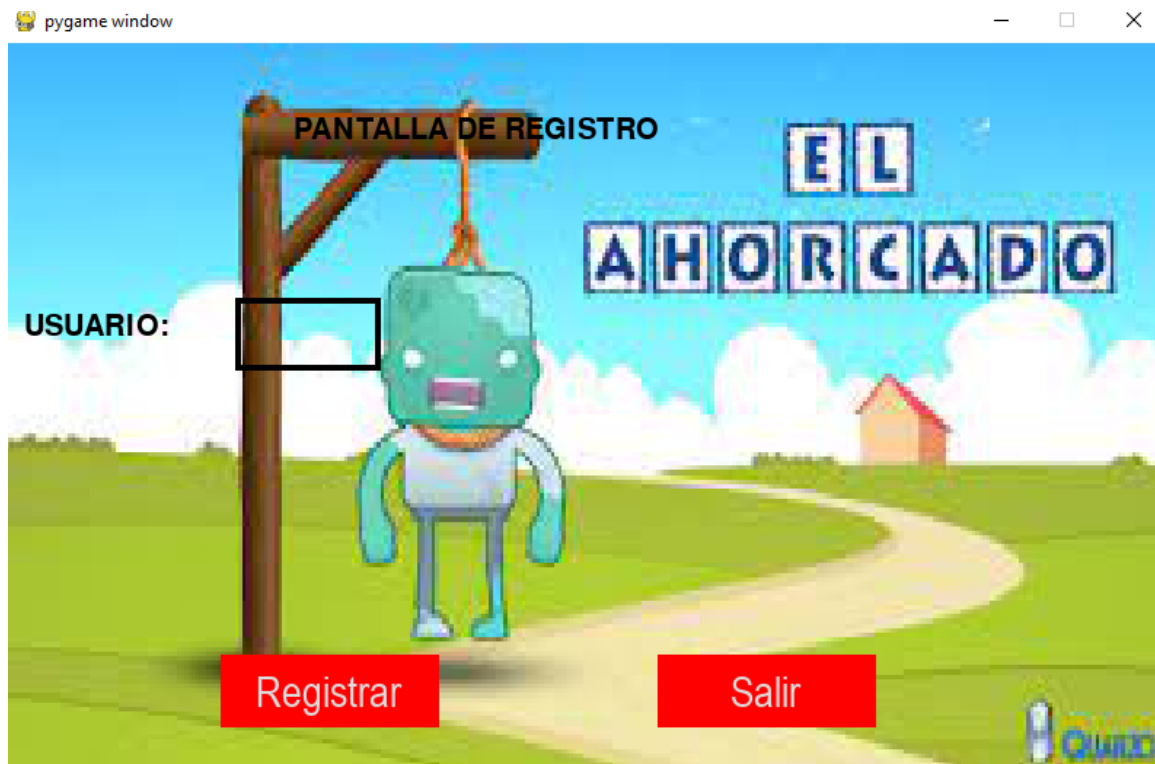 pygame window
PANTALLA DE REGISTRO
EL
AHORCADO
USUARIO:
Registrar
Salir